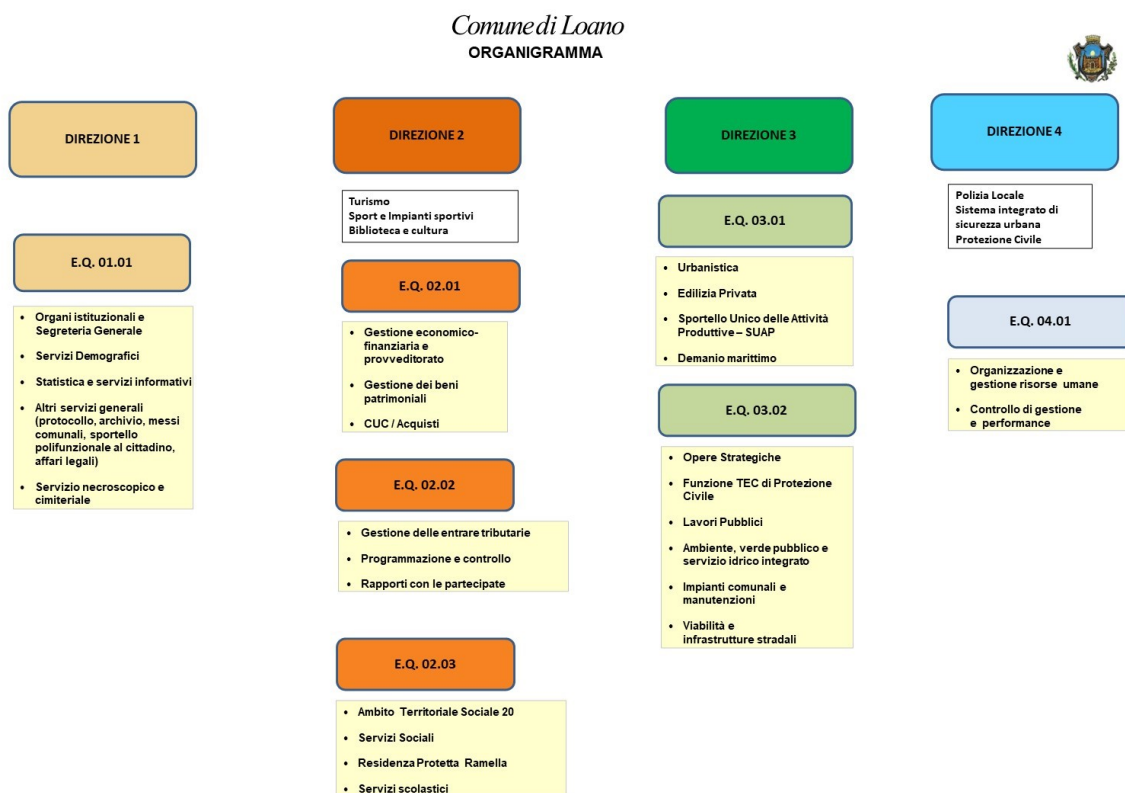 Comune di Loano
ORGANIGRAMMA
DIREZIONE 1
E.Q. 01.01
• Organi istituzionali e
Segreteria Generale
• Servizi Demografici
• Statistica e servizi informativi
• Altri servizi generali
(protocollo, archivio, messi
comunali, sportello
polifunzionale al cittadino,
affari legali)
• Servizio necroscopico e
cimiteriale
DIREZIONE 2
Turismo
Sport e Impianti sportivi
Biblioteca e cultura
E.Q. 02.01
• Gestione economico-
finanziaria e
provveditorato
• Gestione dei beni
patrimoniali
• CUC / Acquisti
E.Q. 02.02
• Gestione delle entrare tributarie
• Programmazione e controllo
• Rapporti con le partecipate
E.Q. 02.03
• Ambito Territoriale Sociale 20
• Servizi Sociali
• Residenza Protetta Ramella
• Servizi scolastici
DIREZIONE 3
E.Q. 03.01
• Urbanistica
• Edilizia Privata
• Sportello Unico delle Attività
Produttive – SUAP
• Demanio marittimo
E.Q. 03.02
• Opere Strategiche
• Funzione TEC di Protezione
Civile
• Lavori Pubblici
• Ambiente, verde pubblico e
servizio idrico integrato
• Impianti comunali e
manutenzioni
• Viabilità e
infrastrutture stradali
DIREZIONE 4
Polizia Locale
Sistema integrato di
sicurezza urbana
Protezione Civile
E.Q. 04.01
• Organizzazione e
gestione risorse umane
• Controllo di gestione
e performance